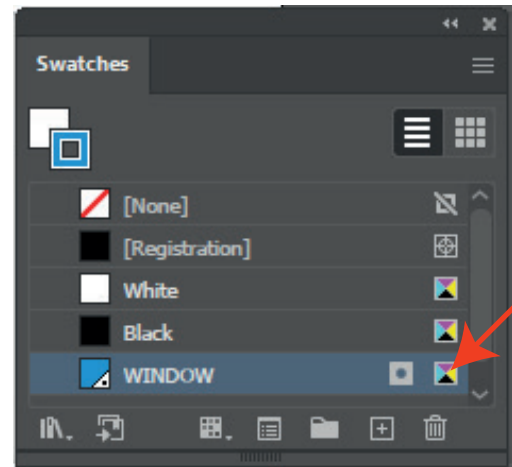 Swatches
[None]
[Registration]
White
Black
WINDOW